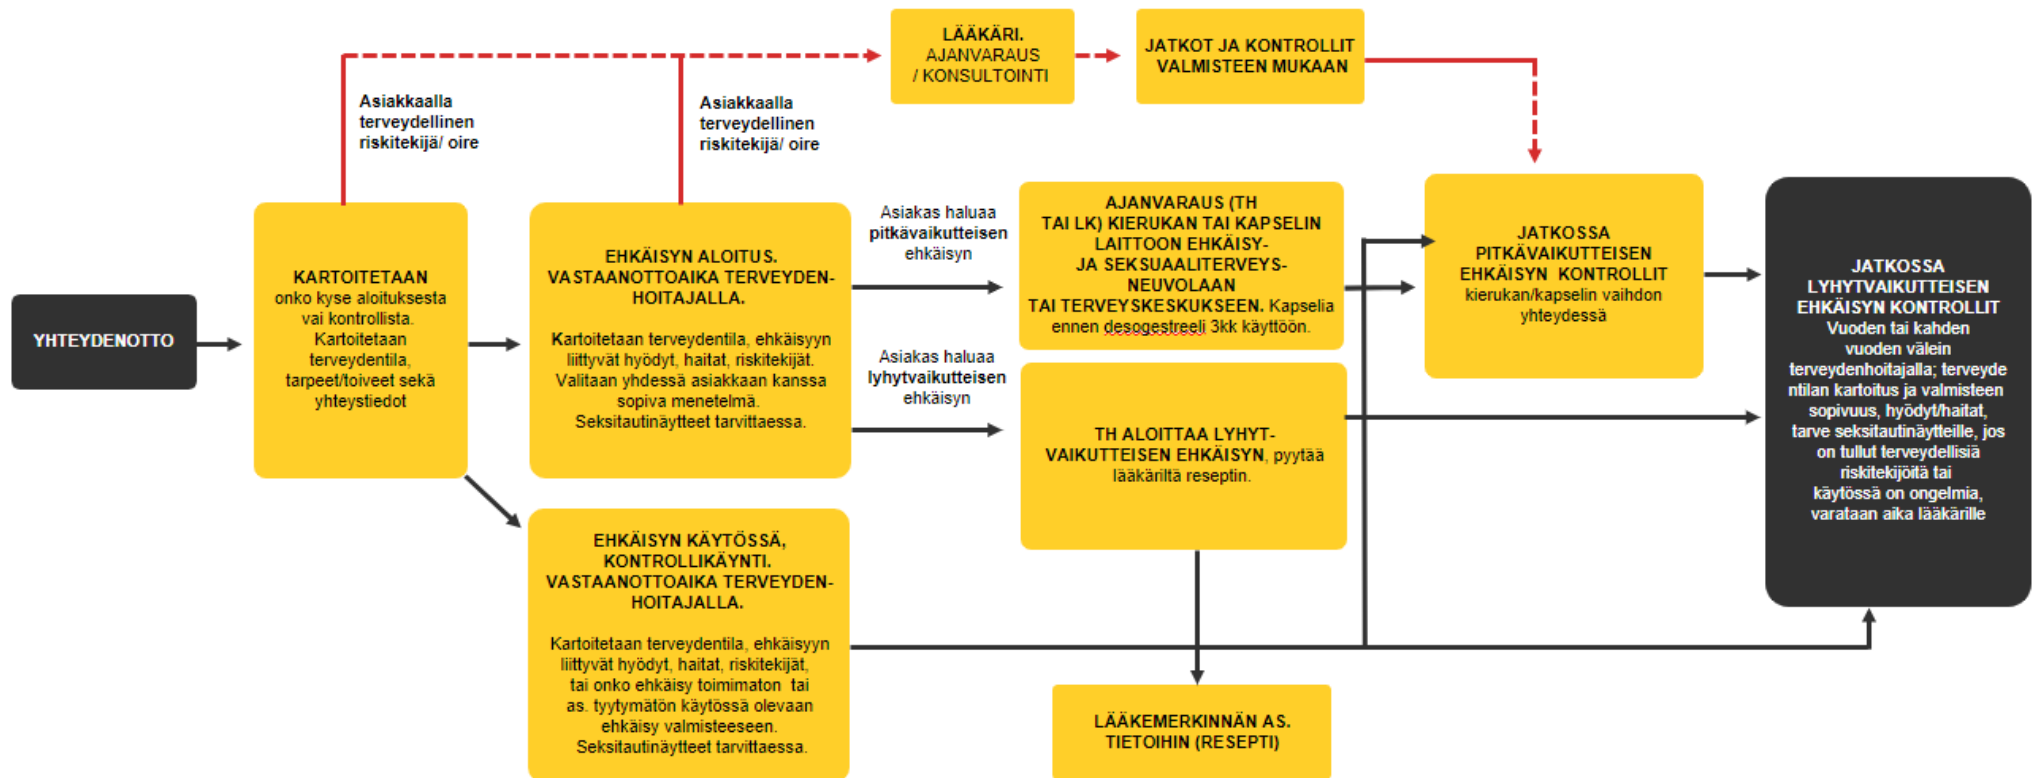 LÄÄKÄRI.
AJANVARAUS
/ KONSULTOINTI
JATKOT JA KONTROLLIT
VALMISTEEN MUKAAN
Asiakkaalla
terveydellinen
riskitekijä/ oire
Asiakkaalla
terveydellinen
riskitekijä/ oire
YHTEYDENOTTO
KARTOITETAAN
onko kyse aloituksesta
vai kontrollista.
Kartoitetaan
terveydentila,
tarpeet/toiveet sekä
yhteystiedot
EHKÄISYN ALOITUS.
VASTAANOTTOAIKA TERVEYDEN-
HOITAJALLA.
Kartoitetaan terveydentila, ehkäisyyn
liittyvät hyödyt, haitat, riskitekijät.
Valitaan yhdessä asiakkaan kanssa
sopiva menetelmä.
Seksitautinäytteet tarvittaessa.
Asiakas haluaa
pitkävaikutteisen
ehkäisyn
Asiakas haluaa
lyhytvaikutteisen
ehkäisyn
AJANVARAUS (TH
TAI LK) KIERUKAN TAI KAPSELIN
LAITTOON EHKÄISY-
JA SEKSUAALITERVEYS-
NEUVOLAAN
TAI TERVEYSKESKUKSEEN. Kapselia
ennen desogestreeli 3kk käyttöön.
TH ALOITTAA LYHYT-
VAIKUTTEISEN EHKÄISYN, pyytää
lääkäriltä reseptin.
JATKOSSA
PITKÄVAIKUTTEISEN
EHKÄISYN  KONTROLLIT
kierukan/kapselin vaihdon
yhteydessä
JATKOSSA
LYHYTVAIKUTTEISEN
EHKÄISYN KONTROLLIT
Vuoden tai kahden
vuoden välein
terveydenhoitajalla; terveyde
ntilan kartoitus ja valmisteen
sopivuus, hyödyt/haitat,
tarve seksitautinäytteille, jos
on tullut terveydellisiä
riskitekijöitä tai
käytössä on ongelmia,
varataan aika lääkärille
EHKÄISYN KÄYTÖSSÄ,
KONTROLLIKÄYNTI.
VASTAANOTTOAIKA TERVEYDEN-
HOITAJALLA.
Kartoitetaan terveydentila, ehkäisyyn
liittyvät hyödyt, haitat, riskitekijät,
tai onko ehkäisy toimimaton  tai
as. tyytymätön käytössä olevaan
ehkäisy valmisteeseen.
Seksitautinäytteet tarvittaessa.
LÄÄKEMERKINNÄN AS.
TIETOIHIN (RESEPTI)